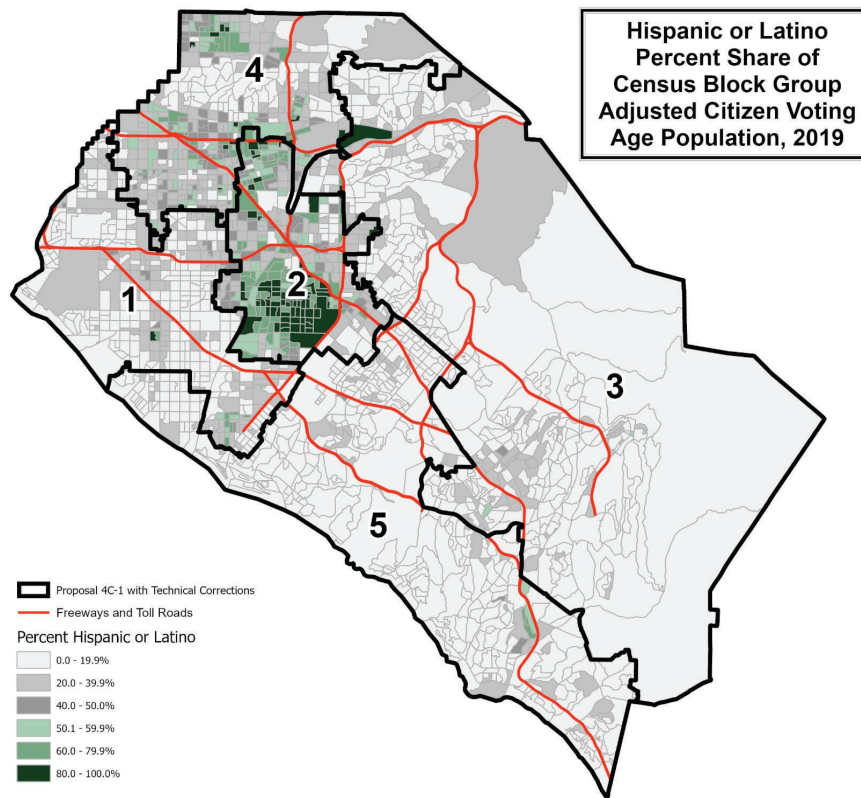 Hispanic or Latino
Percent Share of
Census Block Group
Adjusted Citizen Voting
Age Population, 2019
4
2
1
3
5
Proposal 4C-1 with Technical Corrections
Freeways and Toll Roads
Percent Hispanic or Latino
0.0 - 19.9%
20.0 - 39.9%
40.0 - 50.0%
50.1 - 59.9%
60.0 - 79.9%
80.0 - 100.0%